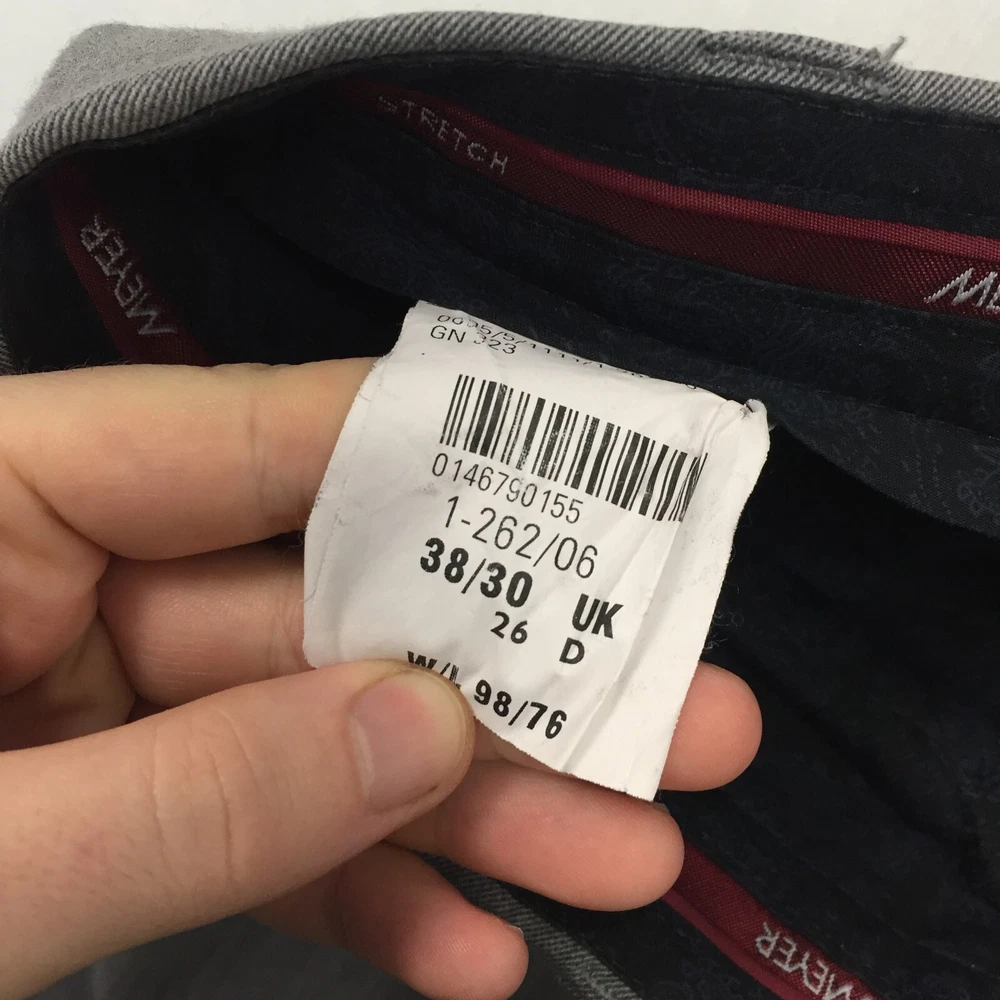 STRETCH
MEYER
GN 323
0146790155
1-262/06
38/30 UK
26 D
W/L 98/76
MEYER